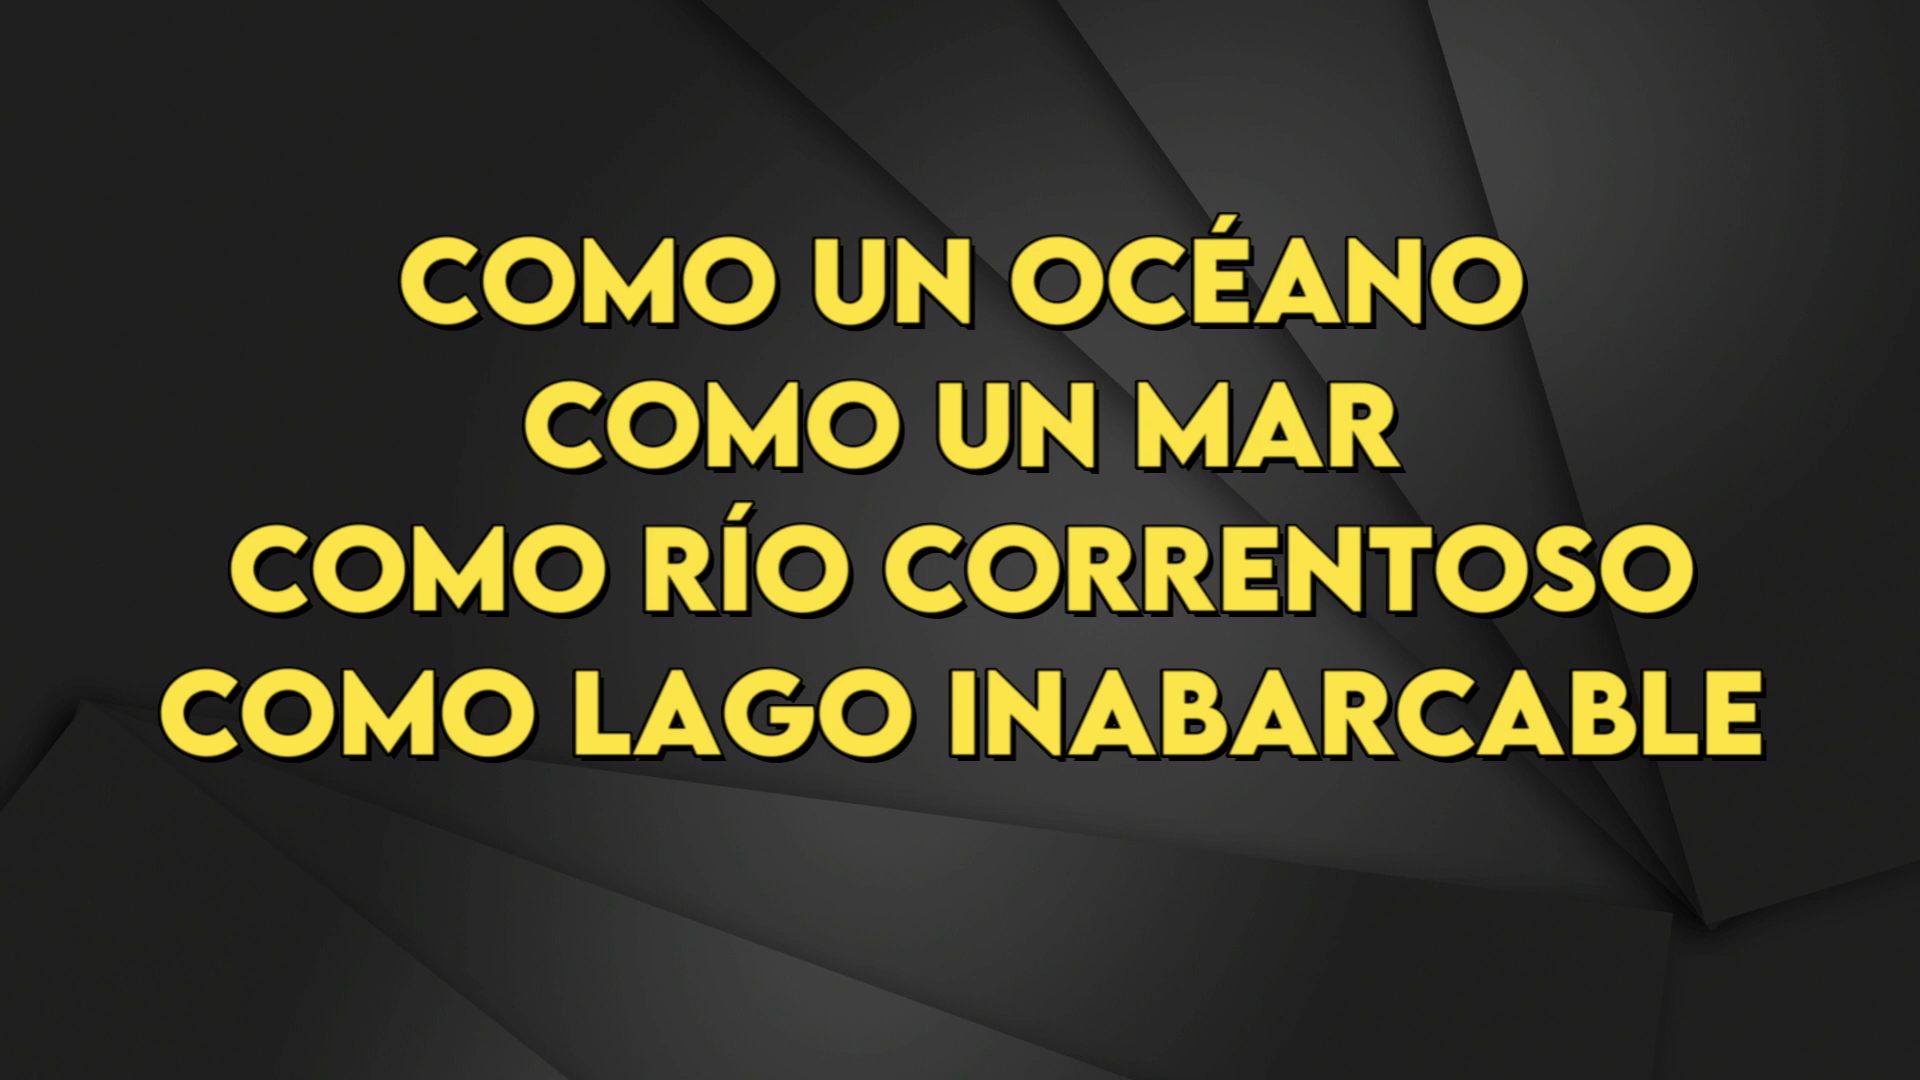 COMO UN OCÉANO
COMO UN MAR
COMO RÍO CORRENTOSO
COMO LAGO INABARCABLE